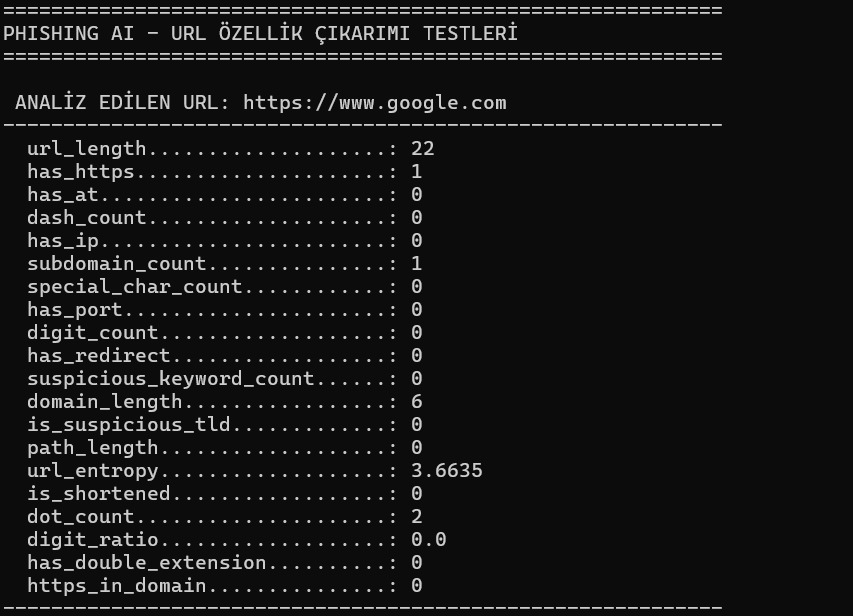 ============================================================
PHISHING AI - URL ÖZELLİK ÇIKARIMI TESTLERİ
============================================================
ANALİZ EDİLEN URL: https://www.google.com
------------------------------------------------------------
url_length....................: 22
has_https.....................: 1
has_at........................: 0
dash_count....................: 0
has_ip........................: 0
subdomain_count...............: 1
special_char_count............: 0
has_port......................: 0
digit_count...................: 0
has_redirect..................: 0
suspicious_keyword_count......: 0
domain_length.................: 6
is_suspicious_tld.............: 0
path_length...................: 0
url_entropy...................: 3.6635
is_shortened..................: 0
dot_count.....................: 2
digit_ratio...................: 0.0
has_double_extension..........: 0
https_in_domain...............: 0
------------------------------------------------------------